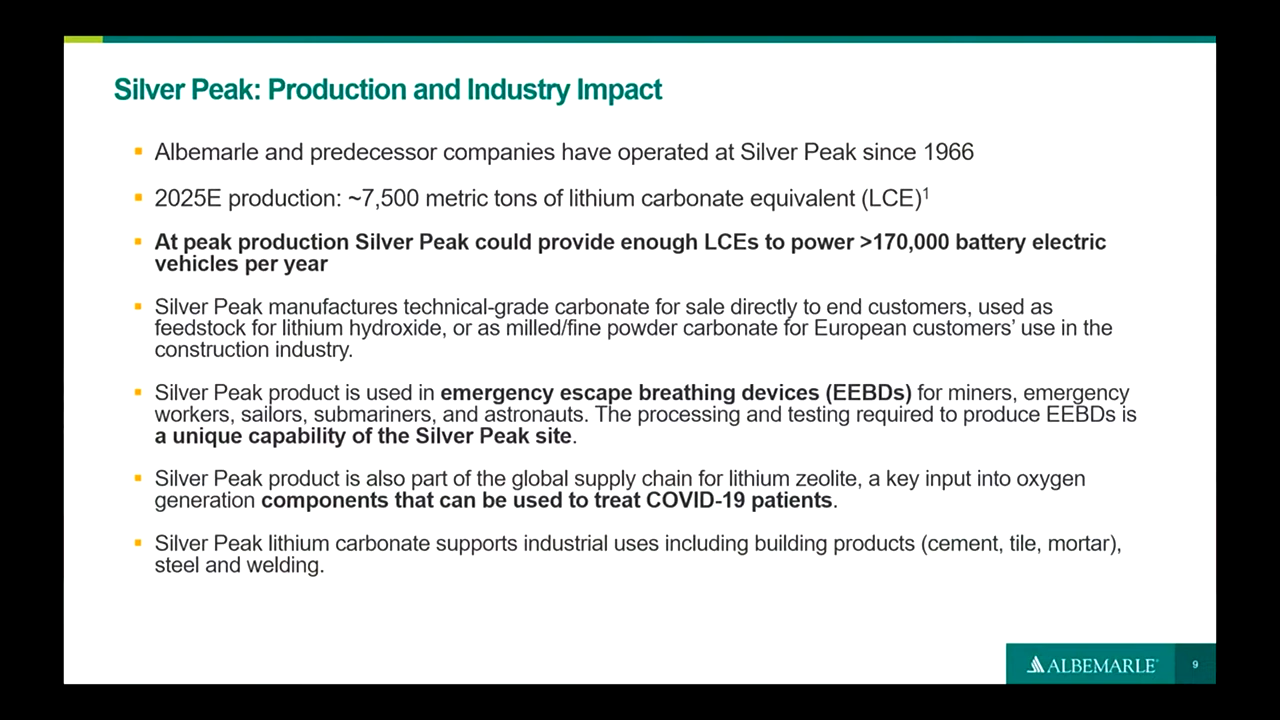 Silver Peak: Production and Industry Impact
Albemarle and predecessor companies have operated at Silver Peak since 1966
2025E production: ~7,500 metric tons of lithium carbonate equivalent (LCE)1
At peak production Silver Peak could provide enough LCEs to power >170,000 battery electric
vehicles per year
Silver Peak manufactures technical-grade carbonate for sale directly to end customers, used as
feedstock for lithium hydroxide, or as milled/fine powder carbonate for European customers’ use in the
construction industry.
Silver Peak product is used in emergency escape breathing devices (EEBDs) for miners, emergency
workers, sailors, submariners, and astronauts. The processing and testing required to produce EEBDs is
a unique capability of the Silver Peak site.
Silver Peak product is also part of the global supply chain for lithium zeolite, a key input into oxygen
generation components that can be used to treat COVID-19 patients.
Silver Peak lithium carbonate supports industrial uses including building products (cement, tile, mortar),
steel and welding.
ALBEMARLE 9